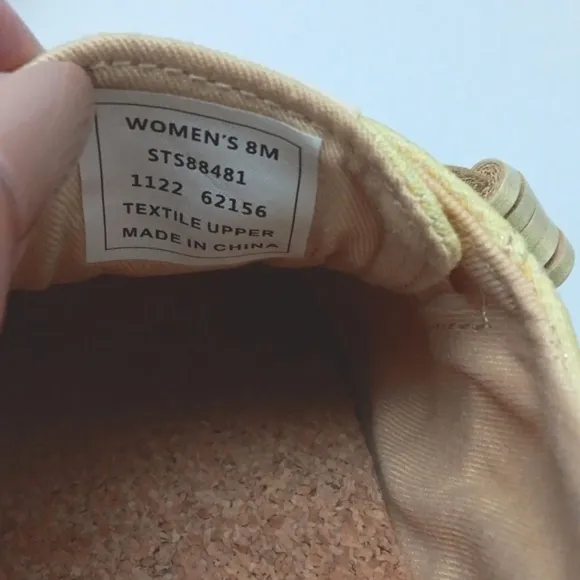 WOMEN'S 8M
STS88481
1122 62156
TEXTILE UPPER
MADE IN CHINA